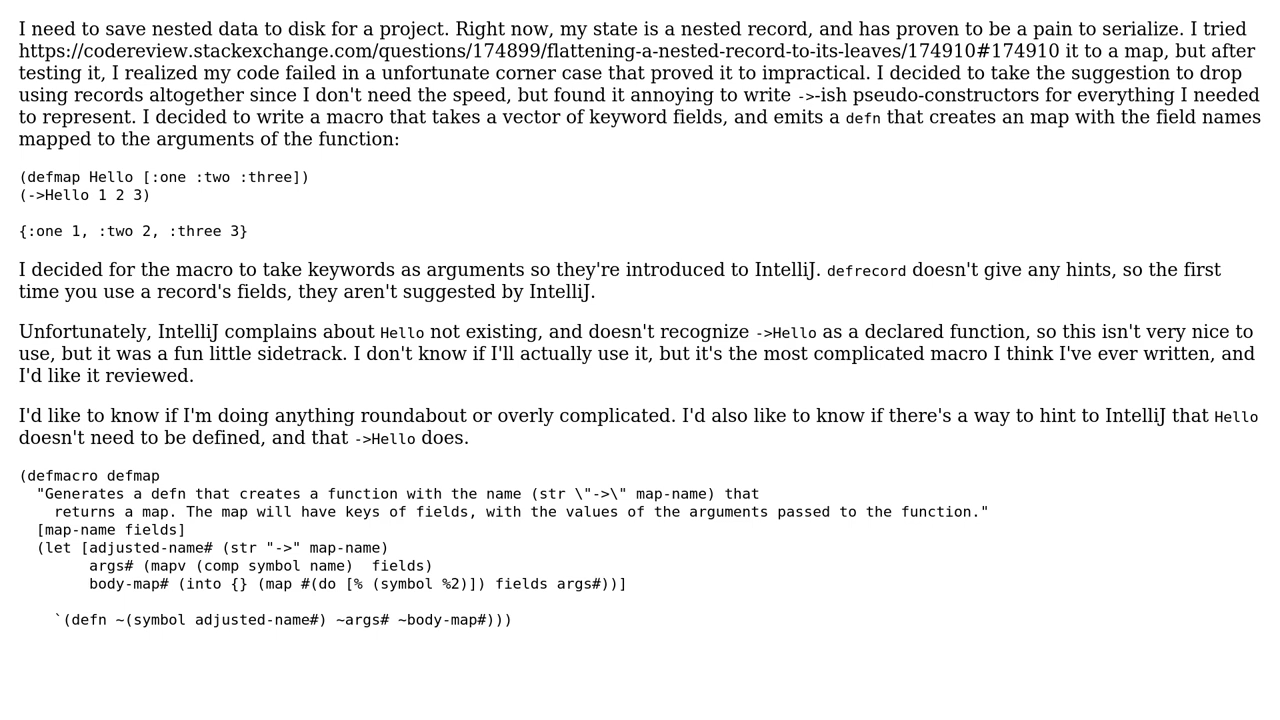 I need to save nested data to disk for a project. Right now, my state is a nested record, and has proven to be a pain to serialize. I tried
https://codereview.stackexchange.com/questions/174899/flattening-a-nested-record-to-its-leaves/174910#174910 it to a map, but after
testing it, I realized my code failed in a unfortunate corner case that proved it to impractical. I decided to take the suggestion to drop
using records altogether since I don't need the speed, but found it annoying to write ->-ish pseudo-constructors for everything I needed
to represent. I decided to write a macro that takes a vector of keyword fields, and emits a defn that creates an map with the field names
mapped to the arguments of the function:
(defmap Hello [:one :two :three])
(->Hello 1 2 3)
{:one 1, :two 2, :three 3}
I decided for the macro to take keywords as arguments so they're introduced to IntelliJ. defrecord doesn't give any hints, so the first
time you use a record's fields, they aren't suggested by IntelliJ.
Unfortunately, IntelliJ complains about Hello not existing, and doesn't recognize ->Hello as a declared function, so this isn't very nice to
use, but it was a fun little sidetrack. I don't know if I'll actually use it, but it's the most complicated macro I think I've ever written, and
I'd like it reviewed.
I'd like to know if I'm doing anything roundabout or overly complicated. I'd also like to know if there's a way to hint to IntelliJ that Hello
doesn't need to be defined, and that ->Hello does.
(defmacro defmap
  "Generates a defn that creates a function with the name (str \"->\" map-name) that
    returns a map. The map will have keys of fields, with the values of the arguments passed to the function."
  [map-name fields]
  (let [adjusted-name# (str "->" map-name)
        args# (mapv (comp symbol name)  fields)
        body-map# (into {} (map #(do [% (symbol %2)]) fields args#))]
    `(defn ~(symbol adjusted-name#) ~args# ~body-map#)))